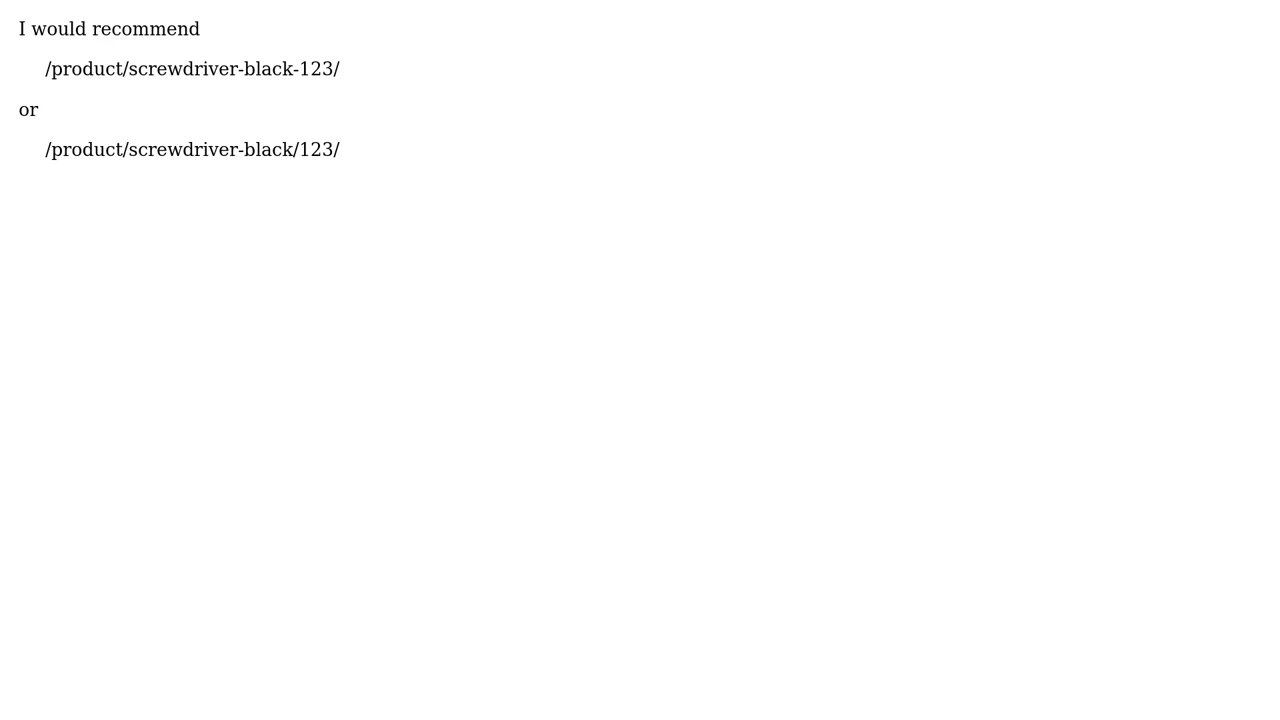 I would recommend
/product/screwdriver-black-123/
or
/product/screwdriver-black/123/